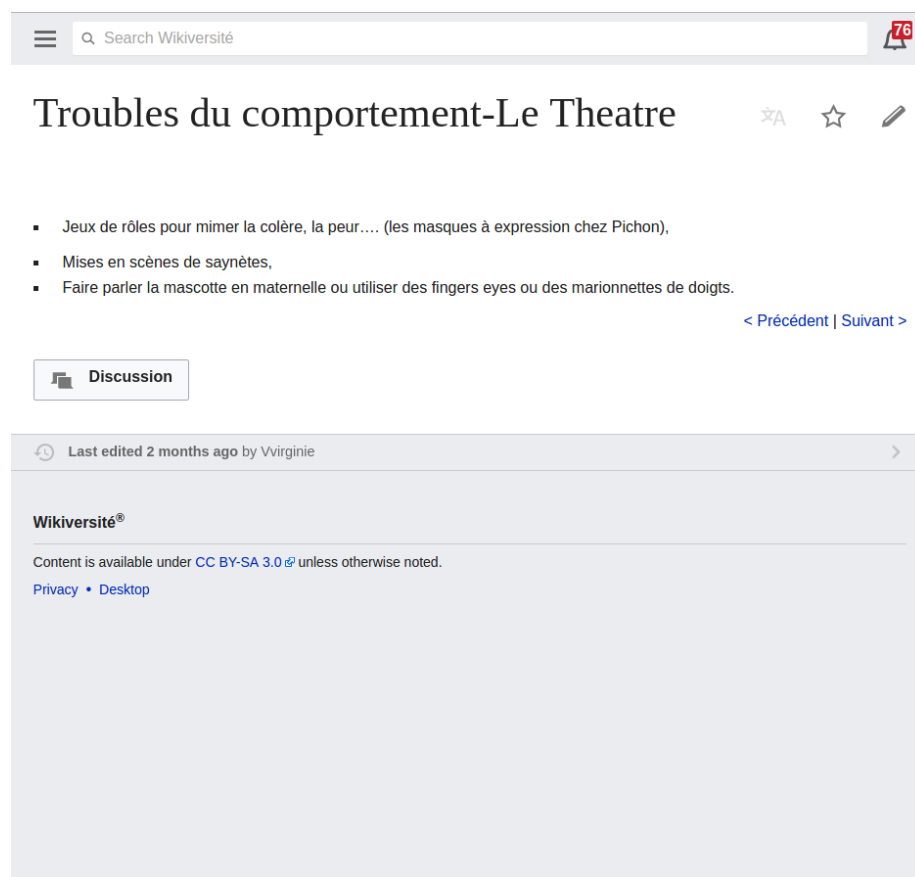 Search Wikiversité
76
Troubles du comportement-Le Theatre
Jeux de rôles pour mimer la colère, la peur…. (les masques à expression chez Pichon),
Mises en scènes de saynètes,
Faire parler la mascotte en maternelle ou utiliser des fingers eyes ou des marionnettes de doigts.
< Précédent | Suivant >
Discussion
Last edited 2 months ago by Vvirginie
Wikiversité®
Content is available under CC BY-SA 3.0 unless otherwise noted.
Privacy • Desktop